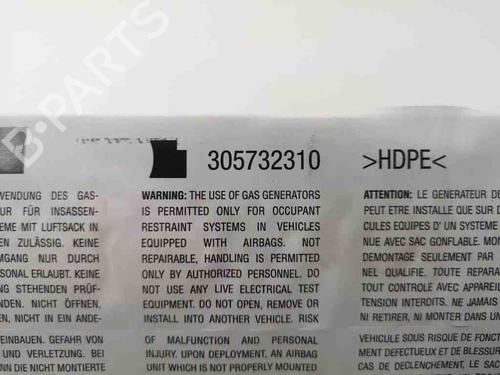 B-PARTS
305732310 >HDPE<
WENDUNG DES GAS-
UR FÜR INSASSEN-
EME MIT LUFTSACK IN
EN ZULÄSSIG. KEINE
MGANG NUR DURCH
RSONAL ERLAUBT. KEINE
NG STEHENDEN PRÜF-
ENDEN. NICHT ÖFFNEN,
EN, NICHT IN EIN ANDE-
EINBAUEN. GEFAHR VON
UND VERLETZUNG. BEI
NN DIE NICHT MONTIERTE
WARNING: THE USE OF GAS GENERATORS
IS PERMITTED ONLY FOR OCCUPANT
RESTRAINT SYSTEMS IN VEHICLES
EQUIPPED WITH AIRBAGS. NOT
REPAIRABLE, HANDLING IS PERMITTED
ONLY BY AUTHORIZED PERSONNEL. DO
NOT USE ANY LIVE ELECTRICAL TEST
EQUIPMENT. DO NOT OPEN, REMOVE OR
INSTALL INTO ANOTHER VEHICLE. RISK
OF MALFUNCTION AND PERSONAL
INJURY. UPON DEPLOYMENT, AN AIRBAG
UNIT WHICH IS NOT PROPERLY MOUNTED
ATTENTION: LE GENERATEUR DE
PEUT ETRE INSTALLE QUE SUR L
CULES EQUIPES D' UN SYSTEME
NUE AVEC SAC GONFLABLE. MON
DEMONTAGE SEULEMENT PAR
NEL QUALIFIE. TOUTE REPARA
TOUT CONTROLE AVEC APPAREI
TENSION INTERDITS. NE JAMAIS
NI RETIRER, NI MONTER DANS UN
VEHICULE SOUS RISQUE DE FONCT
MENT DEFECTUEUX ET DE BLESSUR
CAS DE DECLENCHEMENT, LE SAC